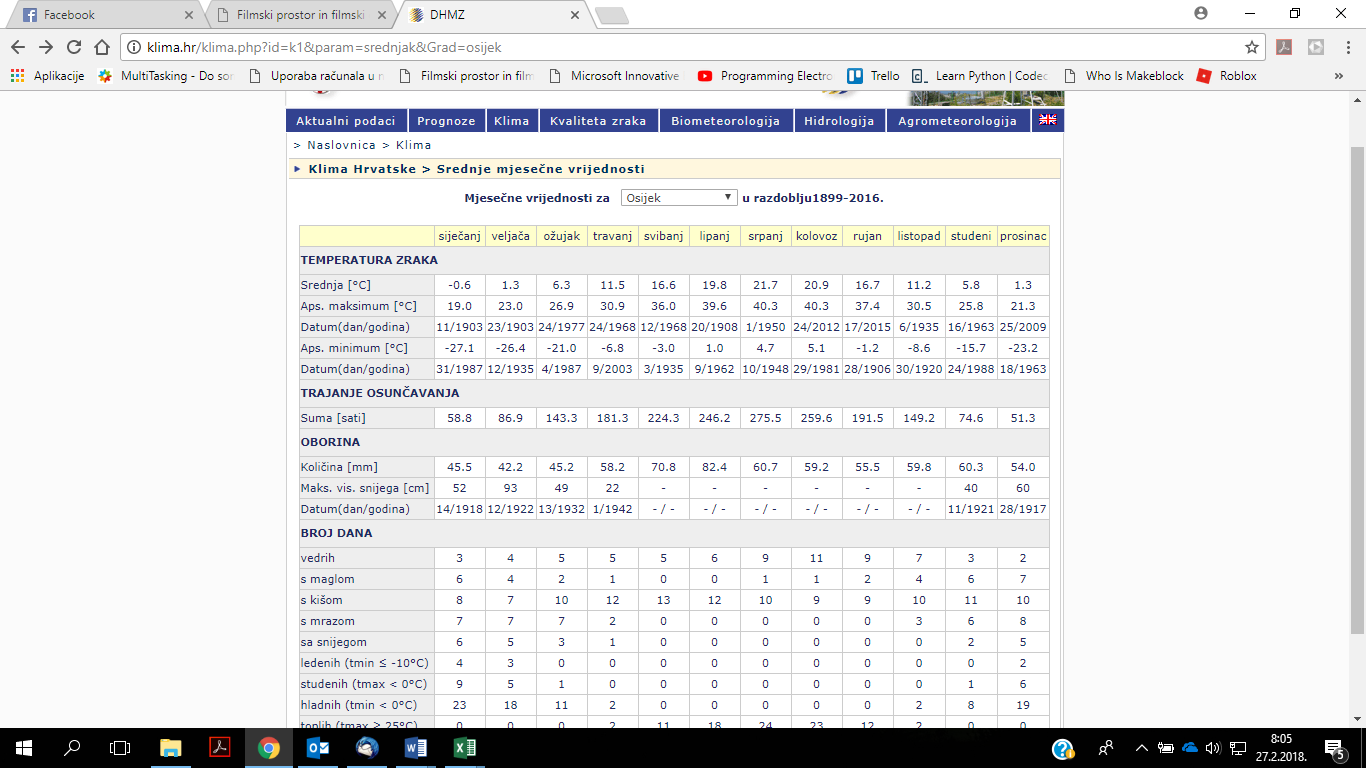 Facebook Filmski prostor in filmski DHMZ
klima.hr/klima.php?id=k1&param=srednjak&Grad=osijek
Aplikacije MultiTasking - Do sor Uporaba računala u n Filmski prostor in film Microsoft Innovative Programming Electro Trello Learn Python | Codec Who Is Makeblock Roblox »
Aktualni podaci Prognoze Klima Kvaliteta zraka Biometeorologija Hidrologija Agrometeorologija
> Naslovnica > Klima
Klima Hrvatske > Srednje mjesečne vrijednosti
Mjesečne vrijednosti za Osijek u razdoblju1899-2016.
siječanj veljača ožujak travanj svibanj lipanj srpanj kolovoz rujan listopad studeni prosinac
TEMPERATURA ZRAKA
Srednja [°C] -0.6 1.3 6.3 11.5 16.6 19.8 21.7 20.9 16.7 11.2 5.8 1.3
Aps. maksimum [°C] 19.0 23.0 26.9 30.9 36.0 39.6 40.3 40.3 37.4 30.5 25.8 21.3
Datum(dan/godina) 11/1903 23/1903 24/1977 24/1968 12/1968 20/1908 1/1950 24/2012 17/2015 6/1935 16/1963 25/2009
Aps. minimum [°C] -27.1 -26.4 -21.0 -6.8 -3.0 1.0 4.7 5.1 -1.2 -8.6 -15.7 -23.2
Datum(dan/godina) 31/1987 12/1935 4/1987 9/2003 3/1935 9/1962 10/1948 29/1981 28/1906 30/1920 24/1988 18/1963
TRAJANJE OSUNČAVANJA
Suma [sati] 58.8 86.9 143.3 181.3 224.3 246.2 275.5 259.6 191.5 149.2 74.6 51.3
OBORINA
Količina [mm] 45.5 42.2 45.2 58.2 70.8 82.4 60.7 59.2 55.5 59.8 60.3 54.0
Maks. vis. snijega [cm] 52 93 49 22 - - - - - - 40 60
Datum(dan/godina) 14/1918 12/1922 13/1932 1/1942 - / - - / - - / - - / - - / - - / - 11/1921 28/1917
BROJ DANA
vedrih 3 4 5 5 5 6 9 11 9 7 3 2
s maglom 6 4 2 1 0 0 1 1 2 4 6 7
s kišom 8 7 10 12 13 12 10 9 9 10 11 10
s mrazom 7 7 7 2 0 0 0 0 0 3 6 8
sa snijegom 6 5 3 1 0 0 0 0 0 0 2 5
ledenih (tmin ≤ -10°C) 4 3 0 0 0 0 0 0 0 0 0 2
studenih (tmax < 0°C) 9 5 1 0 0 0 0 0 0 0 1 6
hladnih (tmin < 0°C) 23 18 11 2 0 0 0 0 0 2 8 19
toplih (tmax ≥ 25°C) 0 0 0 2 11 18 24 23 12 2 0 0
8:05
27.2.2018. 5